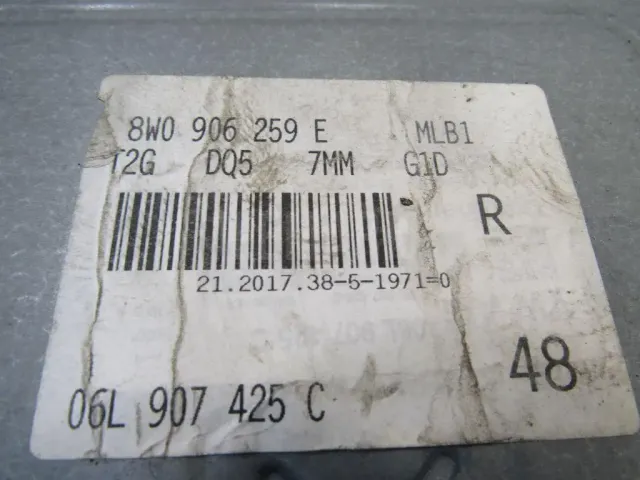 8W0 906 259 E MLB1
T2G DQ5 7MM G1D
R
21.2017.38-5-1971=0
48
06L 907 425 C